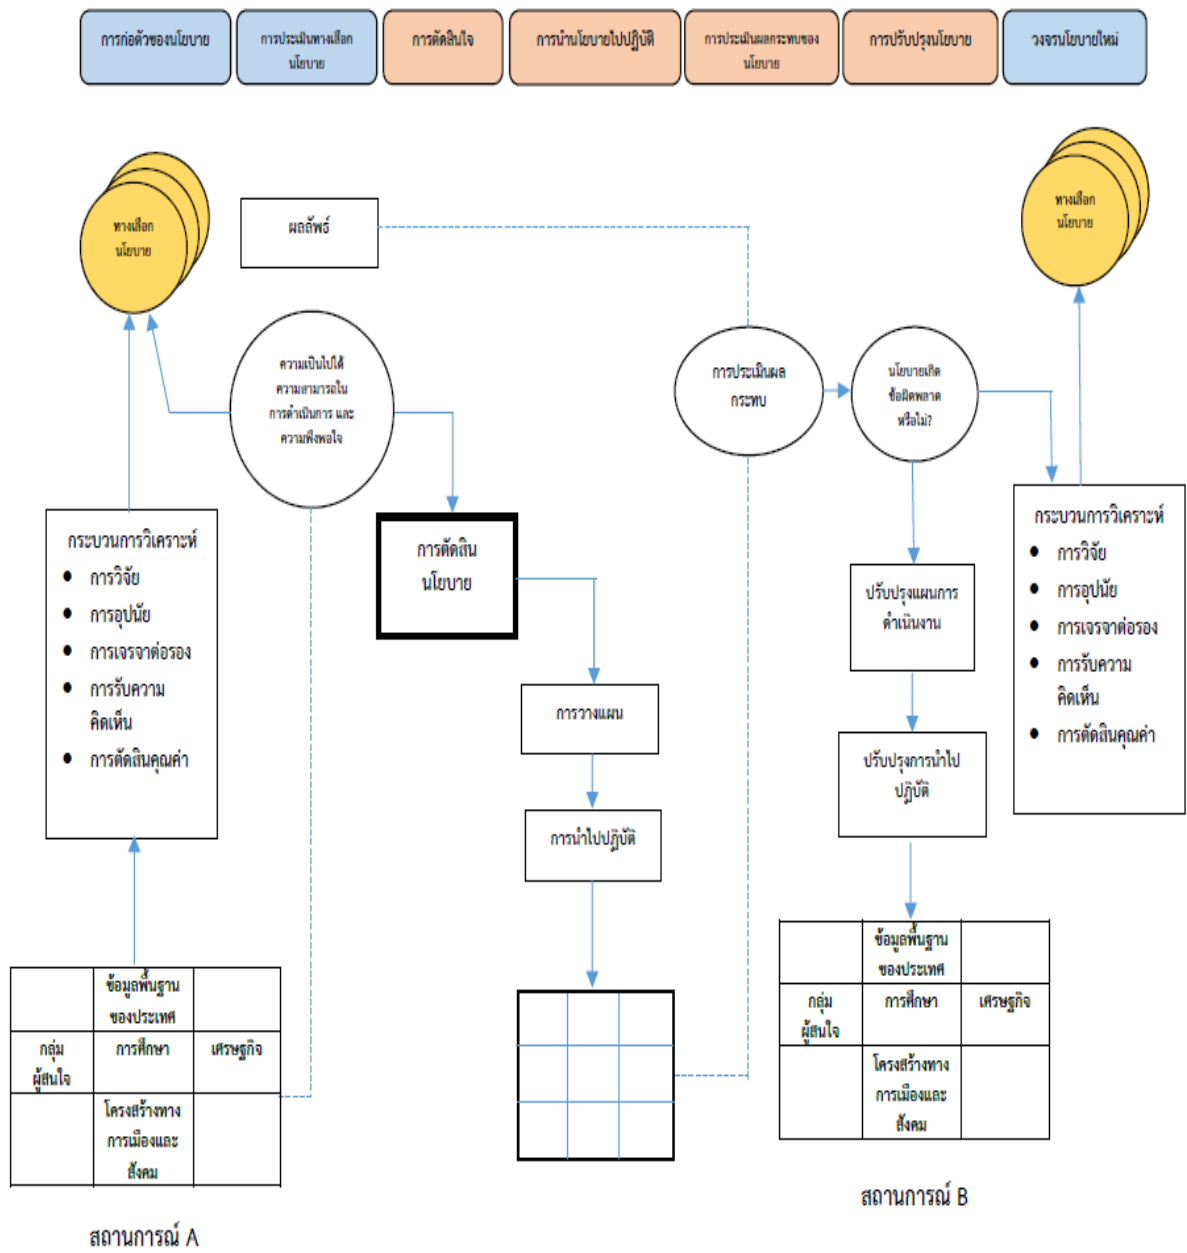 การก่อตัวของนโยบาย
การประเมินทางเลือก
นโยบาย
การตัดสินใจ
การนำนโยบายไปปฏิบัติ
การประเมินผลกระทบของ
นโยบาย
การปรับปรุงนโยบาย
วงจรนโยบายใหม่
ทางเลือก
นโยบาย
ผลลัพธ์
ทางเลือก
นโยบาย
ความเป็นไปได้
ความสามารถใน
การดำเนินการ และ
ความพึงพอใจ
การประเมินผล
กระทบ
นโยบายเกิด
ข้อผิดพลาด
หรือไม่?
กระบวนการวิเคราะห์
● การวิจัย
● การอุปนัย
● การเจรจาต่อรอง
● การรับความ
คิดเห็น
● การตัดสินคุณค่า
การตัดสิน
นโยบาย
การวางแผน
การนำไปปฏิบัติ
ปรับปรุงแผนการ
ดำเนินงาน
ปรับปรุงการนำไป
ปฏิบัติ
กระบวนการวิเคราะห์
● การวิจัย
● การอุปนัย
● การเจรจาต่อรอง
● การรับความ
คิดเห็น
● การตัดสินคุณค่า
ข้อมูลพื้นฐาน
ของประเทศ
กลุ่ม
ผู้สนใจ
การศึกษา
เศรษฐกิจ
โครงสร้างทาง
การเมืองและ
สังคม
สถานการณ์ A
ข้อมูลพื้นฐาน
ของประเทศ
กลุ่ม
ผู้สนใจ
การศึกษา
เศรษฐกิจ
โครงสร้างทาง
การเมืองและ
สังคม
สถานการณ์ B